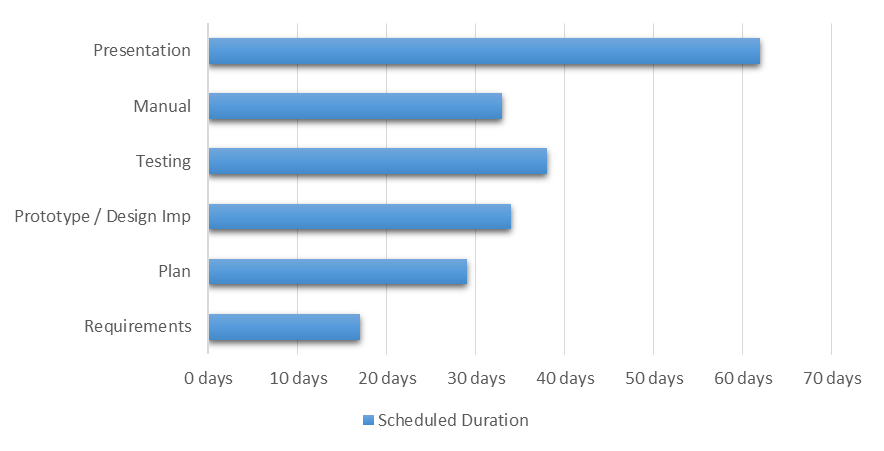 Presentation
Manual
Testing
Prototype / Design Imp
Plan
Requirements
0 days 10 days 20 days 30 days 40 days 50 days 60 days 70 days
Scheduled Duration